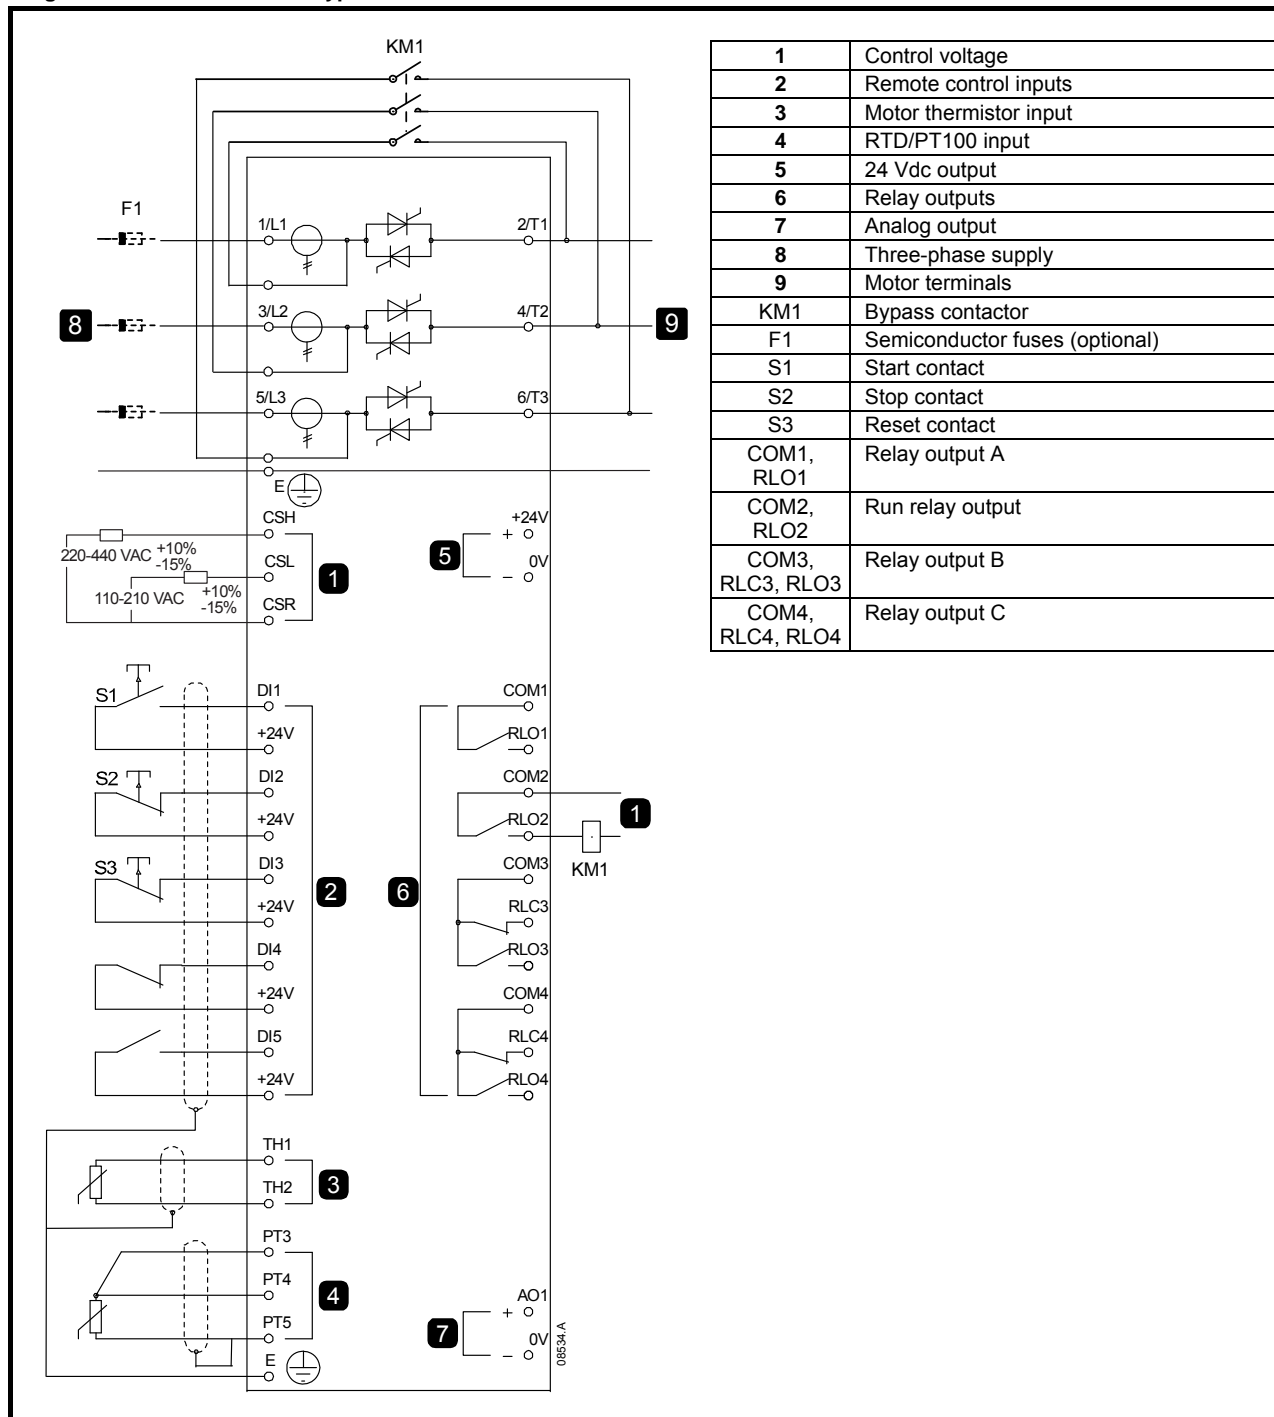 KM1
F1
1/L1
2/T1
3/L2
4/T2
8
9
5/L3
6/T3
E
CSH
220-440 VAC +10%
-15%
CSL
110-210 VAC +10%
-15%
CSR
1
+24V
+
5
0V
–
S1
DI1
+24V
S2
DI2
+24V
S3
DI3
+24V
2
DI4
+24V
DI5
+24V
COM1
RLO1
COM2
RLO2
1
KM1
COM3
6
RLC3
RLO3
COM4
RLC4
RLO4
TH1
3
TH2
PT3
PT4
4
PT5
E
AO1
+
7
0V
–
08534.A
1 Control voltage
2 Remote control inputs
3 Motor thermistor input
4 RTD/PT100 input
5 24 Vdc output
6 Relay outputs
7 Analog output
8 Three-phase supply
9 Motor terminals
KM1 Bypass contactor
F1 Semiconductor fuses (optional)
S1 Start contact
S2 Stop contact
S3 Reset contact
COM1, Relay output A
RLO1
COM2, Run relay output
RLO2
COM3, Relay output B
RLC3, RLO3
COM4, Relay output C
RLC4, RLO4